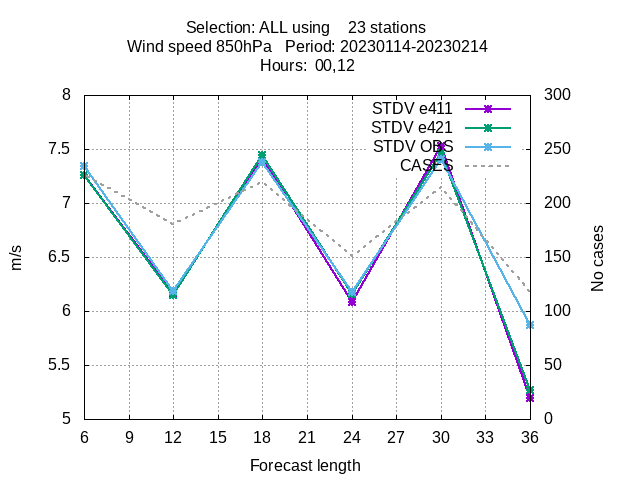 Selection: ALL using 23 stations
Wind speed 850hPa Period: 20230114-20230214
Hours: 00,12
8
7.5
7
6.5
6
5.5
5
m/s
300
250
200
150
100
50
0
No cases
STDV e411
STDV e421
STDV OBS
CASES
6 9 12 15 18 21 24 27 30 33 36
Forecast length